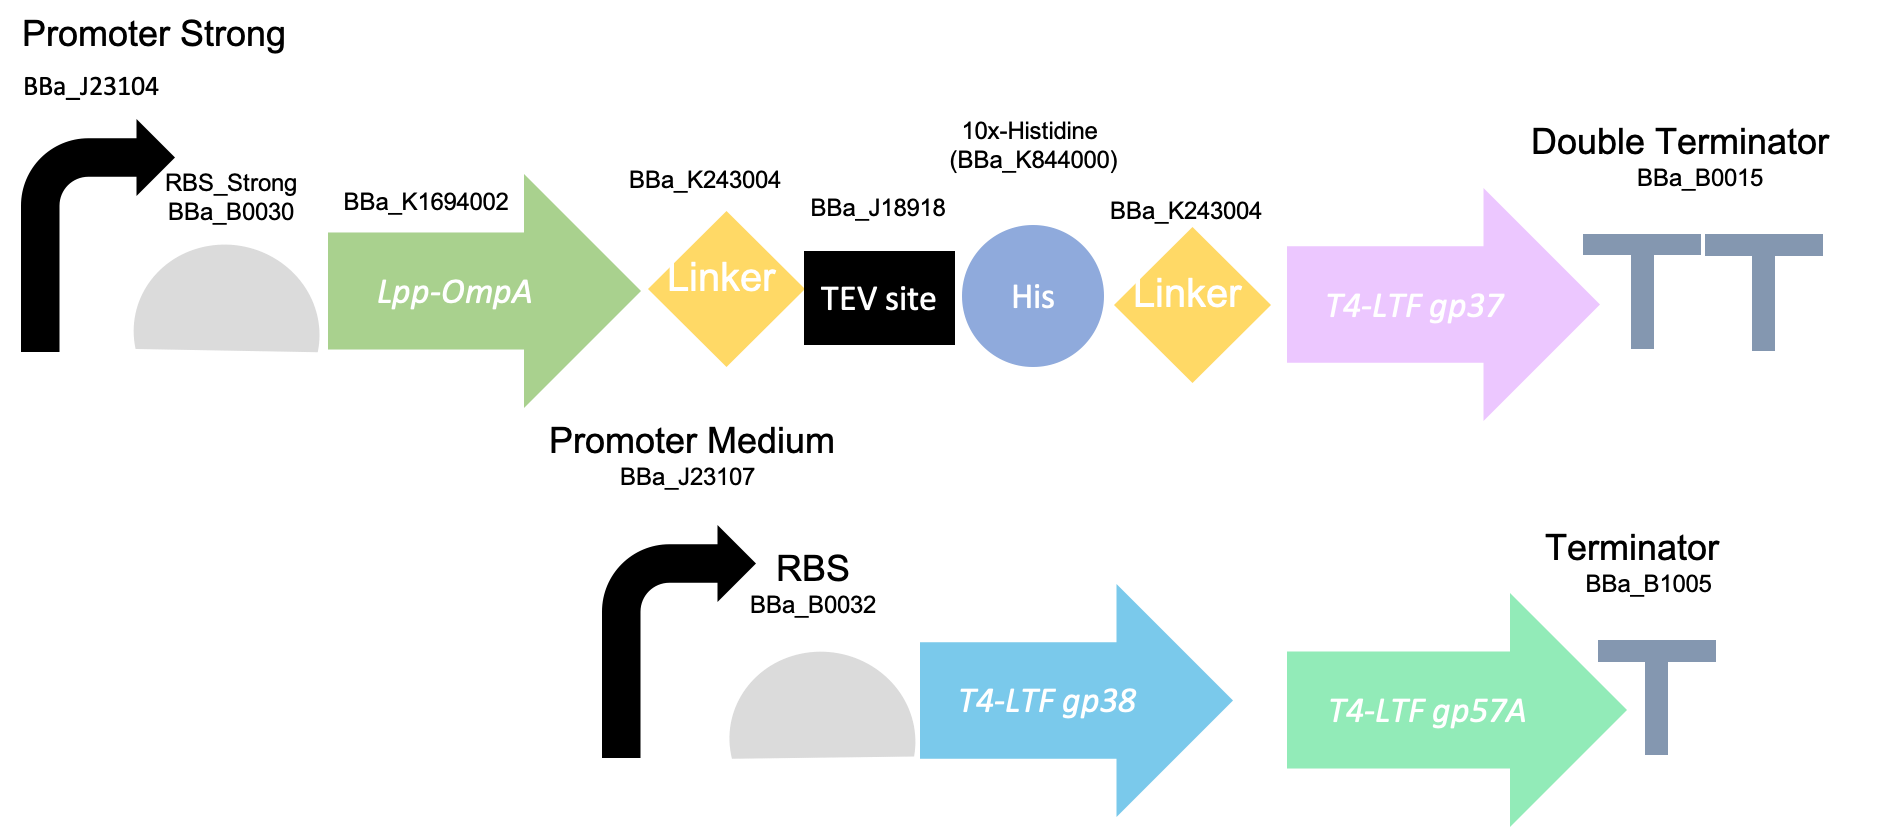 Promoter Strong
BBa_J23104
RBS_Strong
BBa_B0030
BBa_K1694002
Lpp-OmpA
BBa_K243004
Linker
BBa_J18918
TEV site
10x-Histidine
(BBa_K844000)
His
BBa_K243004
Linker
T4-LTF gp37
Double Terminator
BBa_B0015
Promoter Medium
BBa_J23107
RBS
BBa_B0032
T4-LTF gp38
T4-LTF gp57A
Terminator
BBa_B1005